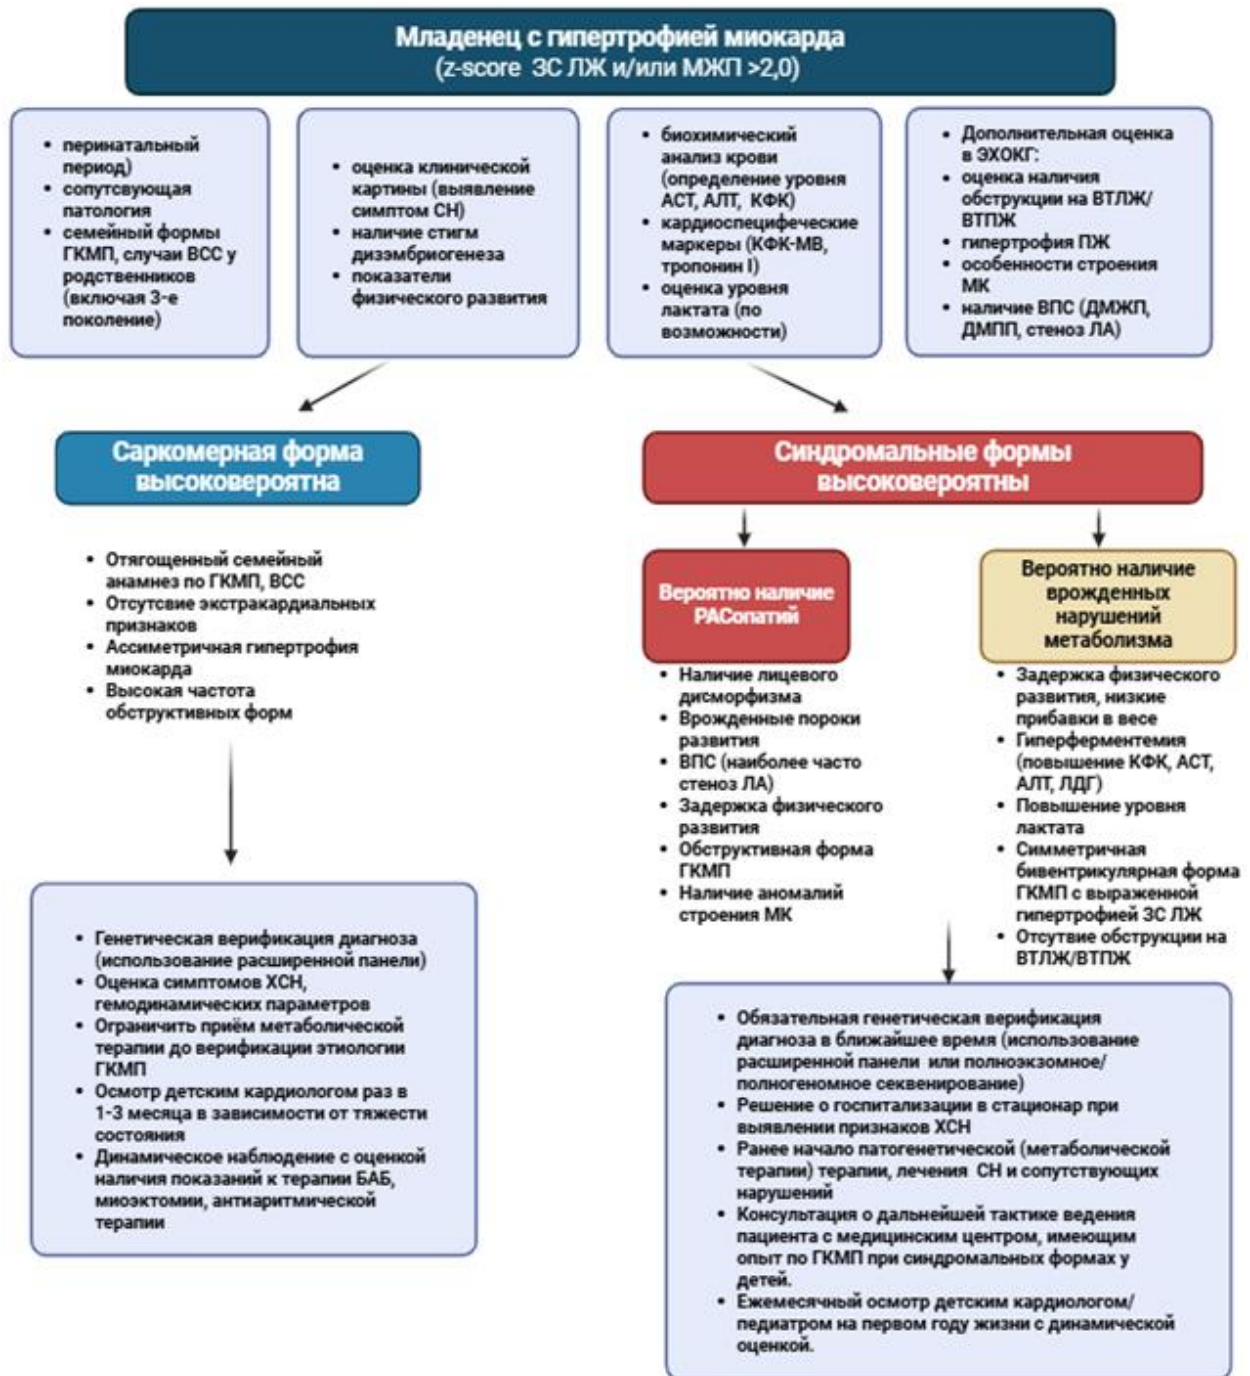 Младенец с гипертрофией миокарда
(z-score ЗС ЛЖ и/или МЖП >2,0)
• перинатальный
период)
• сопутсвующая
патология
• семейный формы
ГКМП, случаи ВСС у
родственников
(включая 3-е
поколение)
• оценка клинической
картины (выявление
симптом СН)
• наличие стигм
дизэмбриогенеза
• показатели
физического развития
• биохимический
анализ крови
(определение уровня
АСТ, АЛТ, КФК)
• кардиоспецифеческие
маркеры (КФК-МВ,
тропонин I)
• оценка уровня
лактата (по
возможности)
• Дополнительная оценка
в ЭХОКГ:
• оценка наличия
обструкции на ВТЛЖ/
ВТПЖ
• гипертрофия ПЖ
• особенности строения
МК
• наличие ВПС (ДМЖП,
ДМПП, стеноз ЛА)
Саркомерная форма
высоковероятна
• Отягощенный семейный
анамнез по ГКМП, ВСС
• Отсутсвие экстракардиальных
признаков
• Ассиметричная гипертрофия
миокарда
• Высокая частота
обструктивных форм
• Генетическая верификация диагноза
(использование расширенной панели)
• Оценка симптомов ХСН,
гемодинамических параметров
• Ограничить приём метаболической
терапии до верификации этиологии
ГКМП
• Осмотр детским кардиологом раз в
1-3 месяца в зависимости от тяжести
состояния
• Динамическое наблюдение с оценкой
наличия показаний к терапии БАБ,
миоэктомии, антиаритмической
терапии
Синдромальные формы
высоковероятны
Вероятно наличие
РАСопатий
• Наличие лицевого
дисморфизма
• Врожденные пороки
развития
• ВПС (наиболее часто
стеноз ЛА)
• Задержка физического
развития
• Обструктивная форма
ГКМП
• Наличие аномалий
строения МК
Вероятно наличие
врожденных
нарушений
метаболизма
• Задержка физического
развития, низкие
прибавки в весе
• Гиперферментемия
(повышение КФК, АСТ,
АЛТ, ЛДГ)
• Повышение уровня
лактата
• Симметричная
бивентрикулярная форма
ГКМП с выраженной
гипертрофией ЗС ЛЖ
• Отсутвие обструкции на
ВТЛЖ/ВТПЖ
• Обязательная генетическая верификация
диагноза в ближайшее время (использование
расширенной панели или полноэкзомное/
полногеномное секвенирование)
• Решение о госпитализации в стационар при
выявлении признаков ХСН
• Ранее начало патогенетической (метаболической
терапии) терапии, лечения СН и сопутствующих
нарушений
• Консультация о дальнейшей тактике ведения
пациента с медицинским центром, имеющим
опыт по ГКМП при синдромальных формах у
детей.
• Ежемесячный осмотр детским кардиологом/
педиатром на первом году жизни с динамической
оценкой.